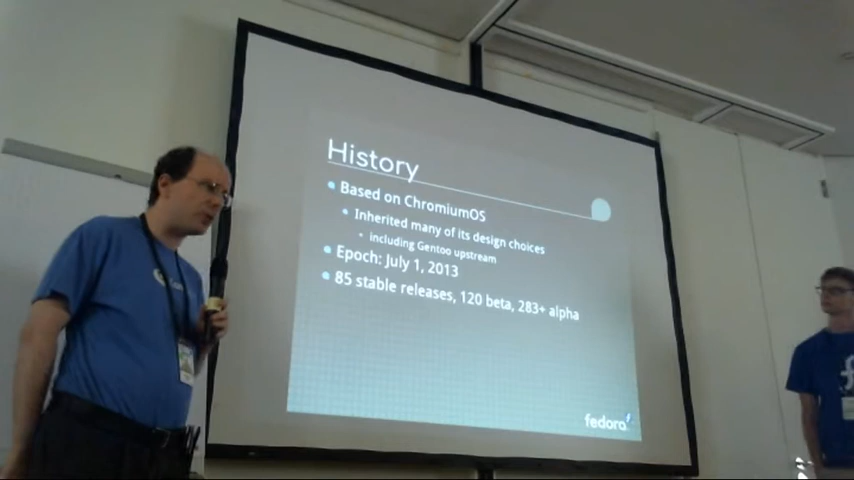 History
Based on ChromiumOS
Inherited many of its design choices
including Gentoo upstream
Epoch: July 1, 2013
85 stable releases, 120 beta, 283+ alpha
fedora